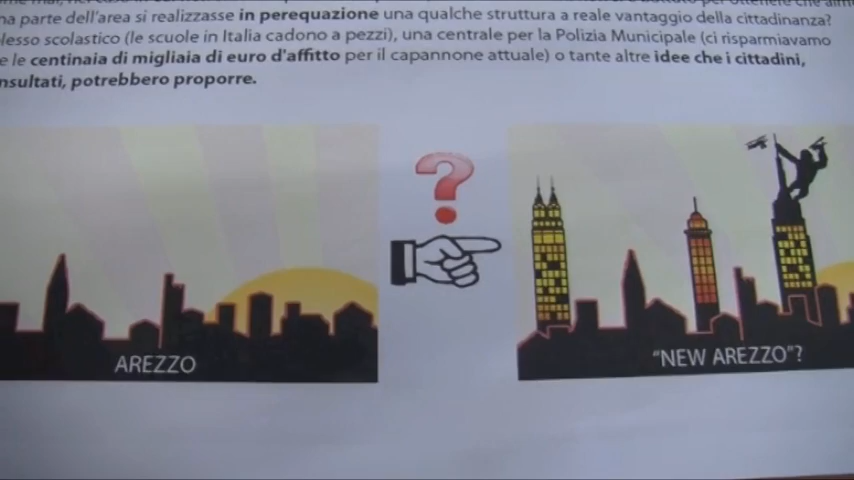 na parte dell'area si realizzasse in perequazione una qualche struttura a reale vantaggio della cittadinanza?
lesso scolastico (le scuole in Italia cadono a pezzi), una centrale per la Polizia Municipale (ci risparmiavamo
e le centinaia di migliaia di euro d'affitto per il capannone attuale) o tante altre idee che i cittadini,
nsultati, potrebbero proporre.
?
AREZZO
"NEW AREZZO"?